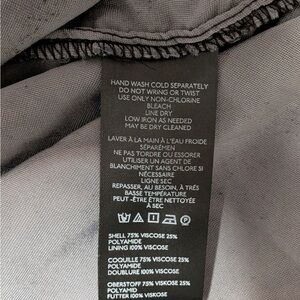 HAND WASH COLD SEPARATELY
DO NOT WRING OR TWIST
USE ONLY NON-CHLORINE
BLEACH
LINE DRY
LOW IRON AS NEEDED
MAY BE DRY CLEANED
LAVER À LA MAIN À L'EAU FROIDE
SÉPARÉMEN
NE PAS TORDRE OU ESSORER
UTILISER UN AGENT DE
BLANCHIMENT SANS CHLORE SI
NÉCESSAIRE
LIGNE SEC
REPASSER, AU BESOIN, À TRÈS
BASSE TEMPÉRATURE
PEUT -ÊTRE ÊTRE NETTOYÉE
À SEC
SHELL 75% VISCOSE 25%
POLYAMIDE
LINING 100% VISCOSE
COQUILLE 75% VISCOSE 25%
POLYAMIDE
DOUBLURE 100% VISCOSE
OBERSTOFF 75% VISKOSE 25%
POLYAMID
FUTTER 100% VISKOSE